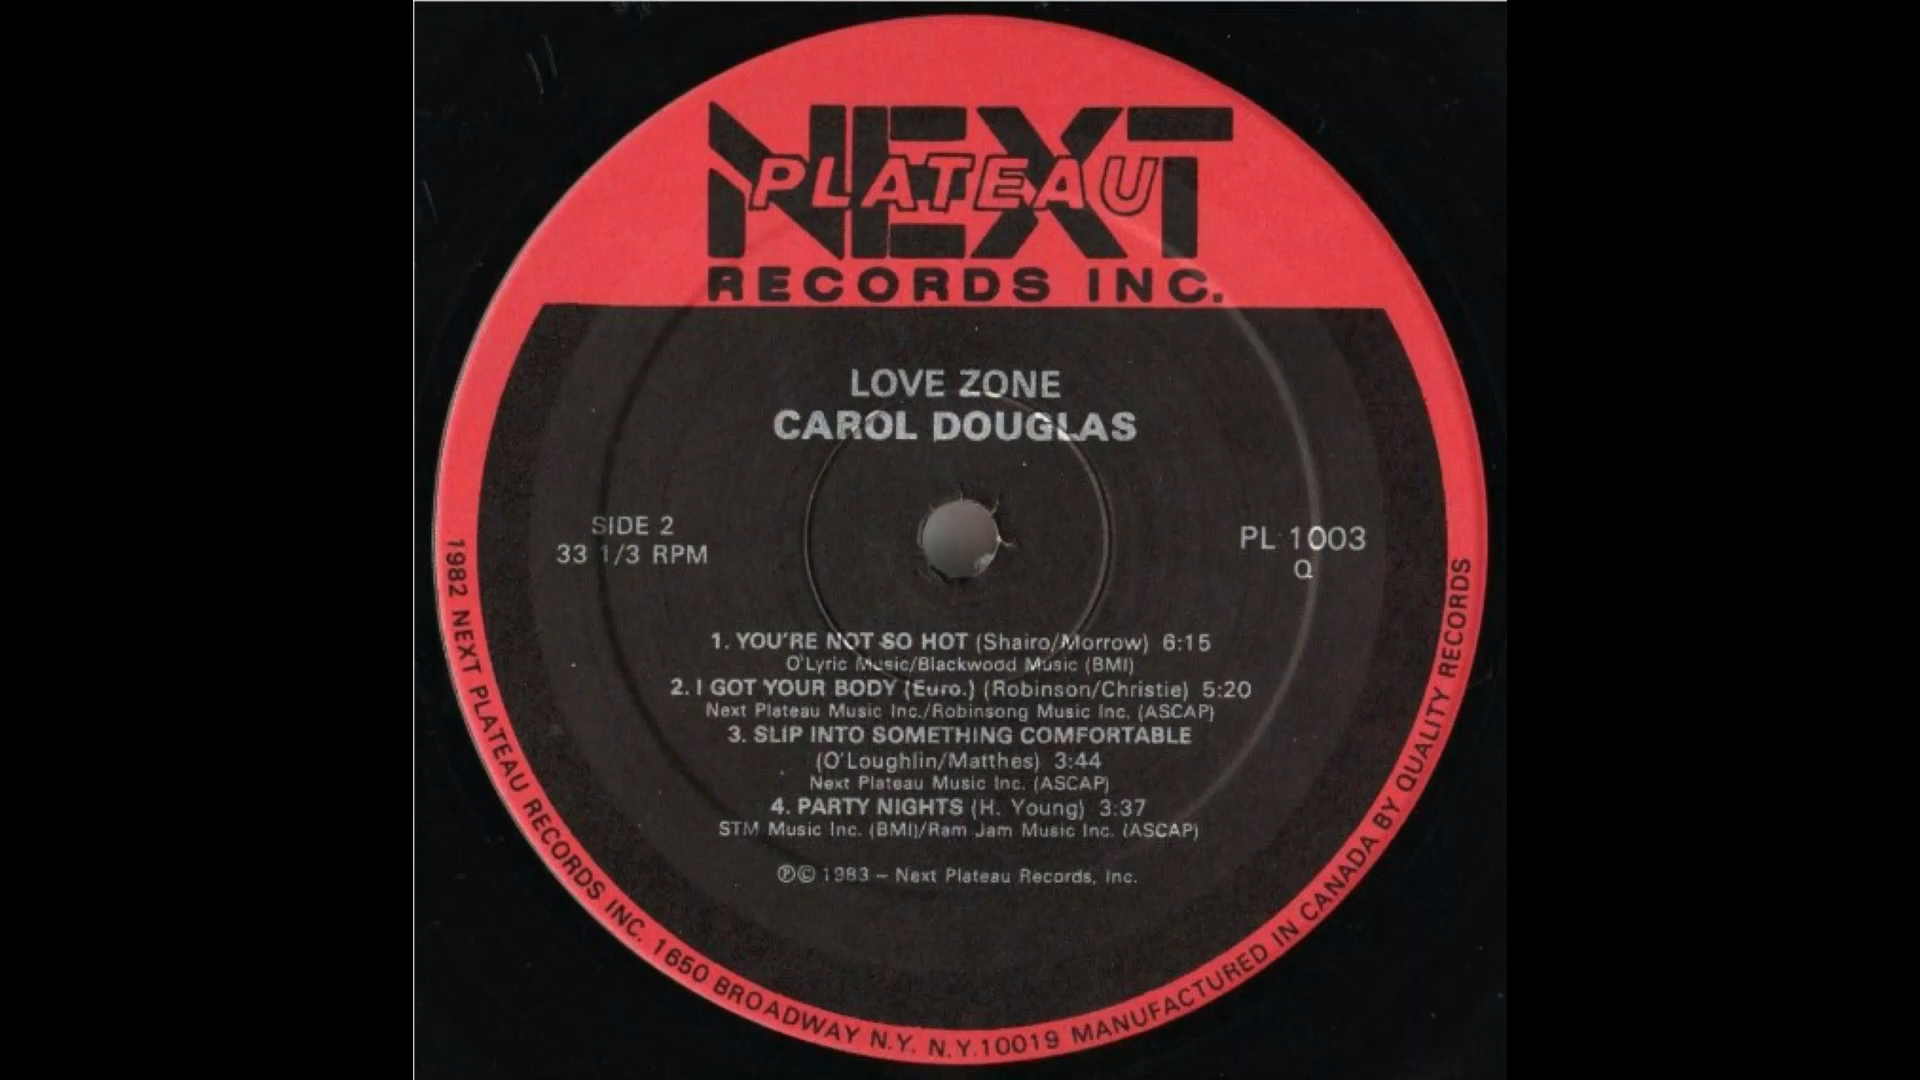 NEXT
PLATEAU
RECORDS INC.
LOVE ZONE
CAROL DOUGLAS
SIDE 2
33 1/3 RPM
PL 1003
Q
1. YOU'RE NOT SO HOT (Shairo/Morrow) 6:15
O'Lyric Music/Blackwood Music (BMI)
2. I GOT YOUR BODY (Euro.) (Robinson/Christie) 5:20
Next Plateau Music Inc./Robinsong Music Inc. (ASCAP)
3. SLIP INTO SOMETHING COMFORTABLE
(O'Loughlin/Matthes) 3:44
Next Plateau Music Inc. (ASCAP)
4. PARTY NIGHTS (H. Young) 3:37
STM Music Inc. (BMI)/Ram Jam Music Inc. (ASCAP)
℗© 1983 – Next Plateau Records, Inc.
1982 NEXT PLATEAU RECORDS INC. 1650 BROADWAY N.Y. N.Y.10019 MANUFACTURED IN CANADA BY QUALITY RECORDS